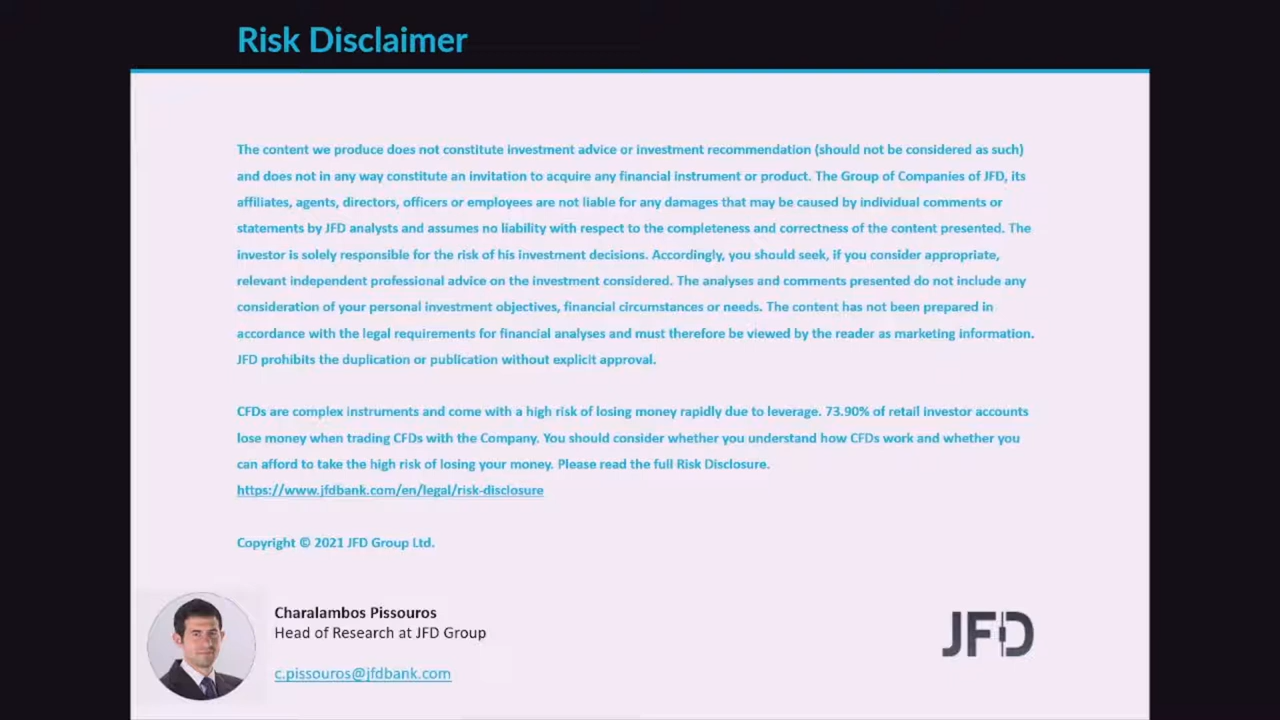 Risk Disclaimer
The content we produce does not constitute investment advice or investment recommendation (should not be considered as such)
and does not in any way constitute an invitation to acquire any financial instrument or product. The Group of Companies of JFD, its
affiliates, agents, directors, officers or employees are not liable for any damages that may be caused by individual comments or
statements by JFD analysts and assumes no liability with respect to the completeness and correctness of the content presented. The
investor is solely responsible for the risk of his investment decisions. Accordingly, you should seek, if you consider appropriate,
relevant independent professional advice on the investment considered. The analyses and comments presented do not include any
consideration of your personal investment objectives, financial circumstances or needs. The content has not been prepared in
accordance with the legal requirements for financial analyses and must therefore be viewed by the reader as marketing information.
JFD prohibits the duplication or publication without explicit approval.
CFDs are complex instruments and come with a high risk of losing money rapidly due to leverage. 73.90% of retail investor accounts
lose money when trading CFDs with the Company. You should consider whether you understand how CFDs work and whether you
can afford to take the high risk of losing your money. Please read the full Risk Disclosure.
https://www.jfdbank.com/en/legal/risk-disclosure
Copyright © 2021 JFD Group Ltd.
Charalambos Pissouros
Head of Research at JFD Group
c.pissouros@jfdbank.com
JFD